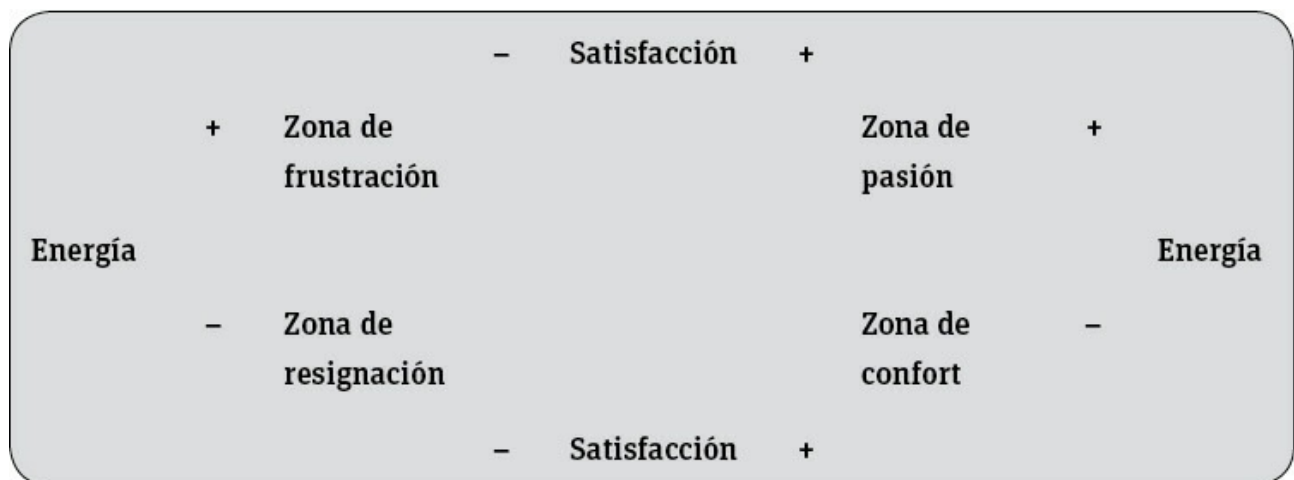 – Satisfacción +
+ Zona de Zona de +
frustración pasión
Energía Energía
– Zona de Zona de –
resignación confort
– Satisfacción +